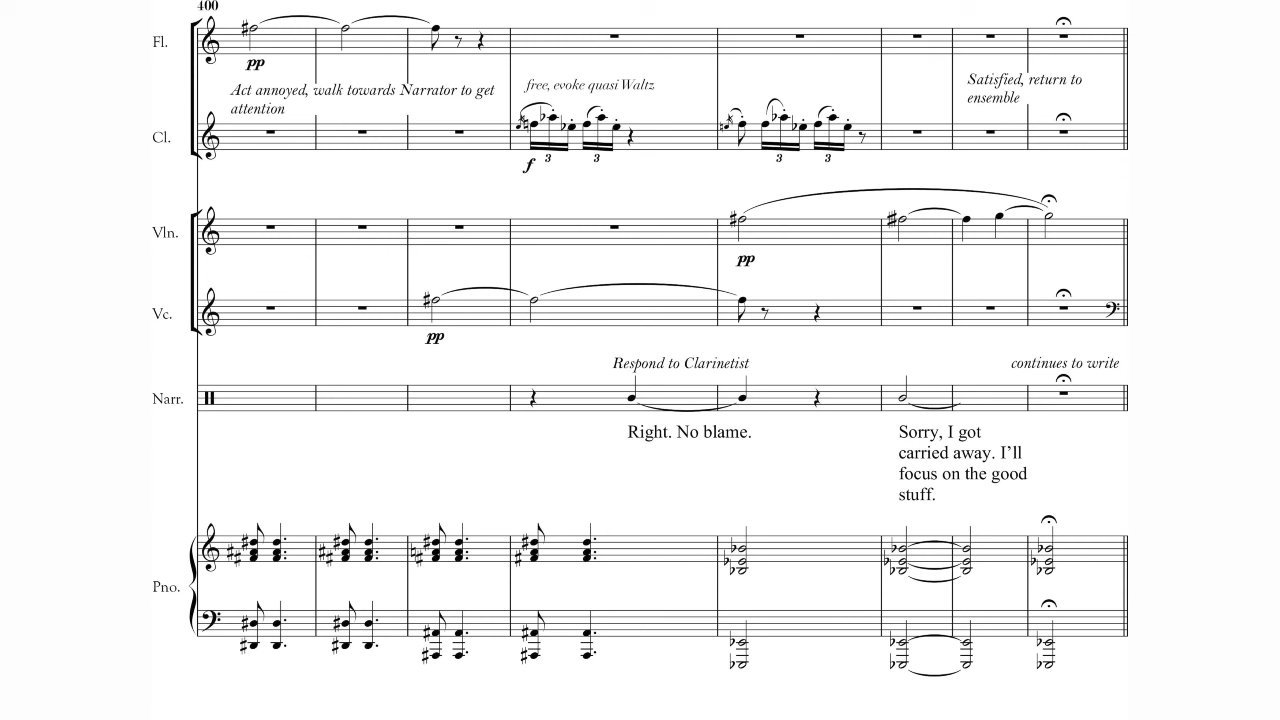 400
Fl.
pp
Act annoyed, walk towards Narrator to get
attention
free, evoke quasi Waltz
Satisfied, return to
ensemble
Cl.
3 3 3 3
f
Vln.
pp
Vc.
pp
Respond to Clarinetist
continues to write
Narr.
Right. No blame.
Sorry, I got
carried away. I’ll
focus on the good
stuff.
Pno.